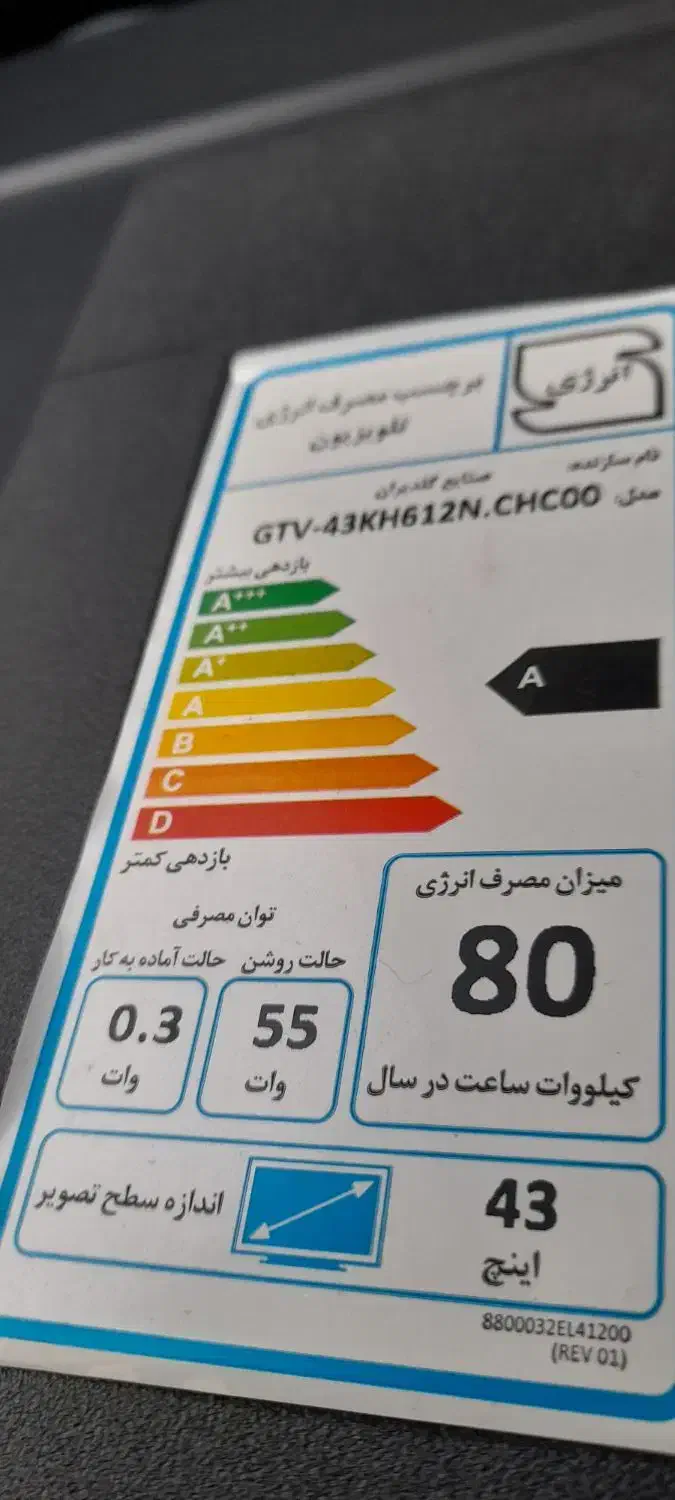 انرژی
برچسب مصرف انرژی
تلویزیون
نام سازنده: صنایع گلدیران
مدل: GTV-43KH612N.CHC00
بازدهی بیشتر
A+++
A++
A+
A
A
B
C
D
بازدهی کمتر
میزان مصرف انرژی
80
کیلووات ساعت در سال
توان مصرفی
حالت روشن
55
وات
حالت آماده به کار
0.3
وات
اندازه سطح تصویر
43
اینچ
8800032EL41200
(REV 01)